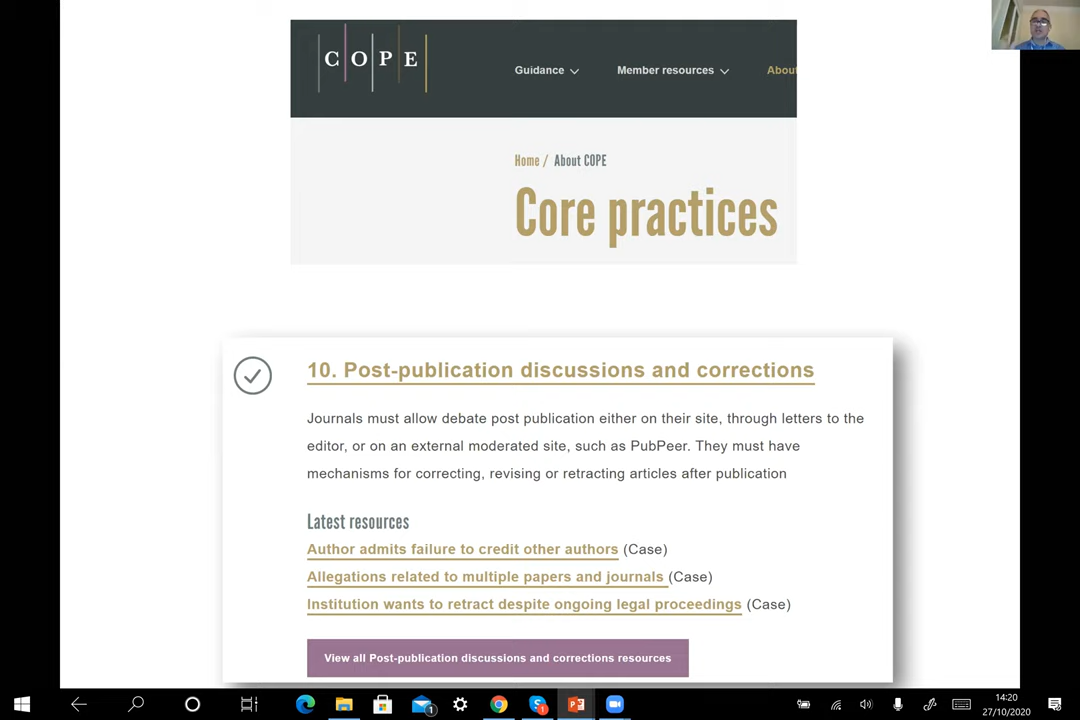 COPE
Guidance
Member resources
About
Home / About COPE
Core practices
10. Post-publication discussions and corrections
Journals must allow debate post publication either on their site, through letters to the
editor, or on an external moderated site, such as PubPeer. They must have
mechanisms for correcting, revising or retracting articles after publication
Latest resources
Author admits failure to credit other authors (Case)
Allegations related to multiple papers and journals (Case)
Institution wants to retract despite ongoing legal proceedings (Case)
View all Post-publication discussions and corrections resources
14:20
27/10/2020